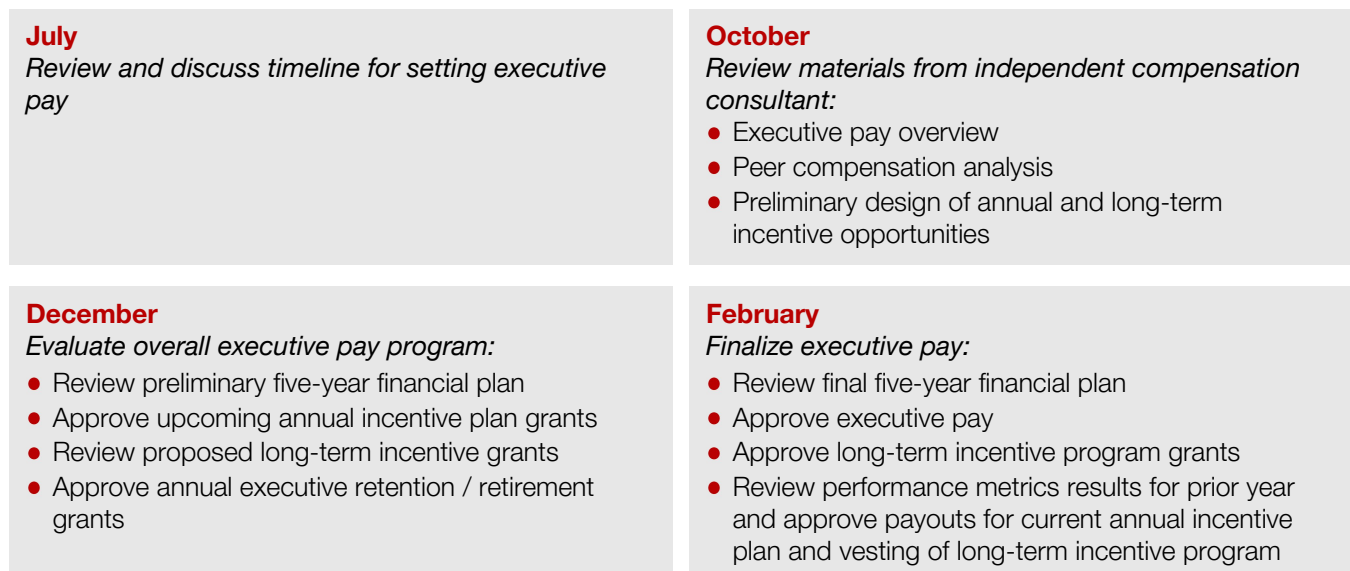 July
Review and discuss timeline for setting executive
pay
October
Review materials from independent compensation
consultant:
● Executive pay overview
● Peer compensation analysis
● Preliminary design of annual and long-term
incentive opportunities
December
Evaluate overall executive pay program:
● Review preliminary five-year financial plan
● Approve upcoming annual incentive plan grants
● Review proposed long-term incentive grants
● Approve annual executive retention / retirement
grants
February
Finalize executive pay:
● Review final five-year financial plan
● Approve executive pay
● Approve long-term incentive program grants
● Review performance metrics results for prior year
and approve payouts for current annual incentive
plan and vesting of long-term incentive program